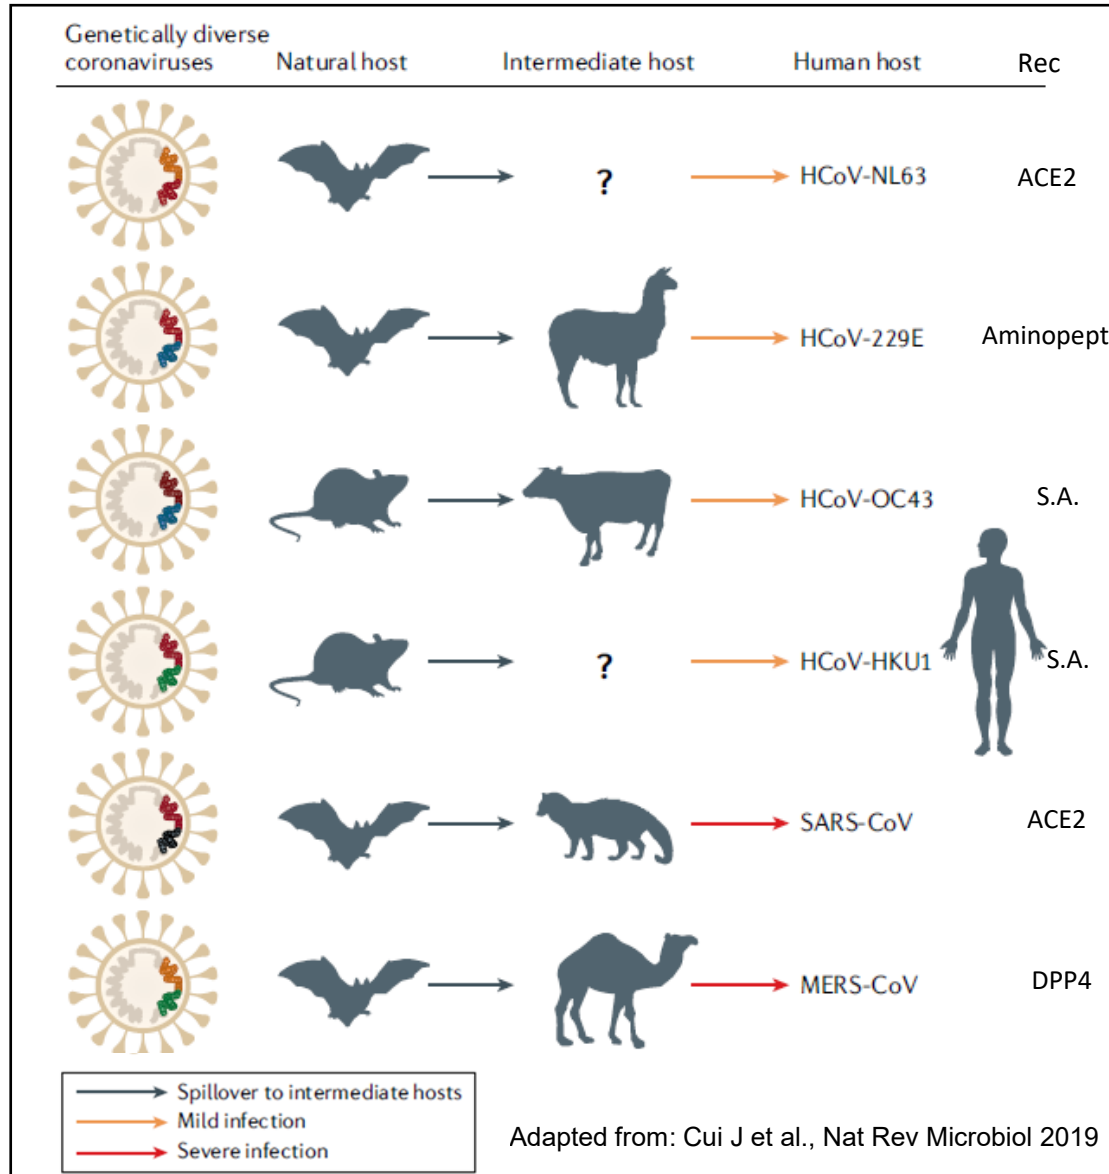 Genetically diverse
coronaviruses Natural host Intermediate host Human host Rec
? HCoV-NL63 ACE2
HCoV-229E Aminopept
HCoV-OC43 S.A.
? HCoV-HKU1 S.A.
SARS-CoV ACE2
MERS-CoV DPP4
Spillover to intermediate hosts
Mild infection
Severe infection
Adapted from: Cui J et al., Nat Rev Microbiol 2019